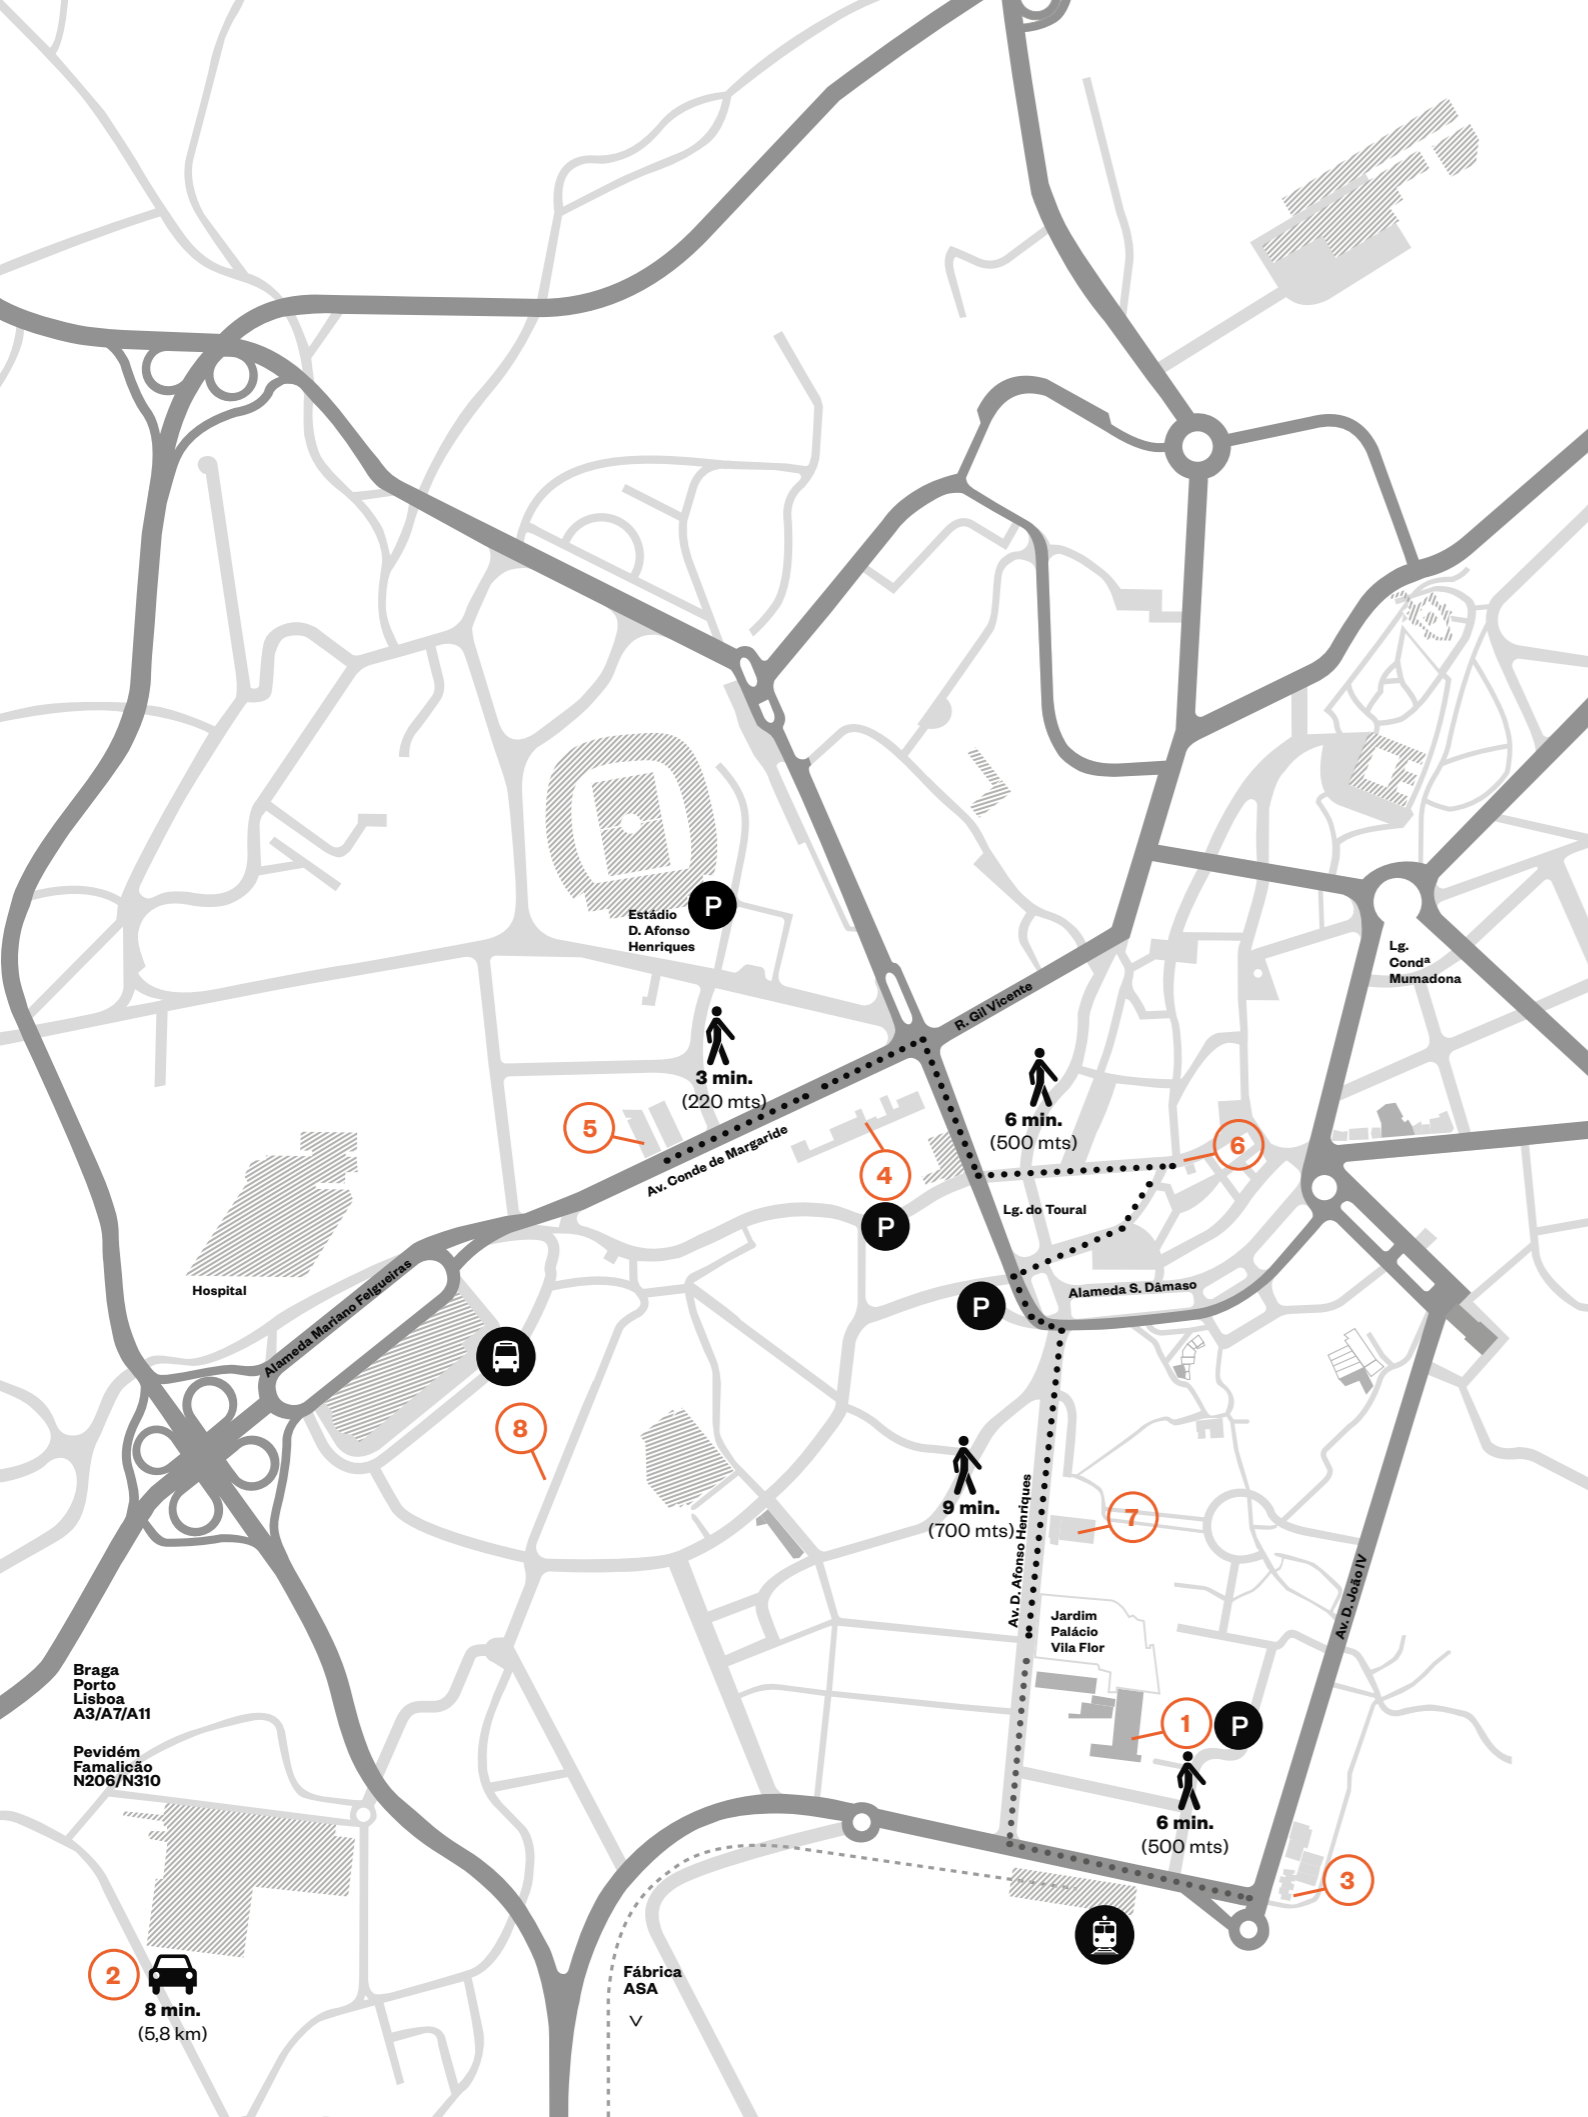 P
Estádio
D. Afonso
Henriques
Lg.
Condª
Mumadona
R. Gil Vicente
3 min.
(220 mts)
6 min.
(500 mts)
5
Av. Conde de Margaride
4
P
6
Lg. do Toural
Hospital
Alameda Mariano Felgueiras
P
Alameda S. Dâmaso
8
9 min.
(700 mts)
Av. D. Afonso Henriques
7
Av. D. João IV
Jardim
Palácio
Vila Flor
Braga
Porto
Lisboa
A3/A7/A11
Pevidém
Famalicão
N206/N310
1
P
6 min.
(500 mts)
3
2
8 min.
(5,8 km)
Fábrica
ASA